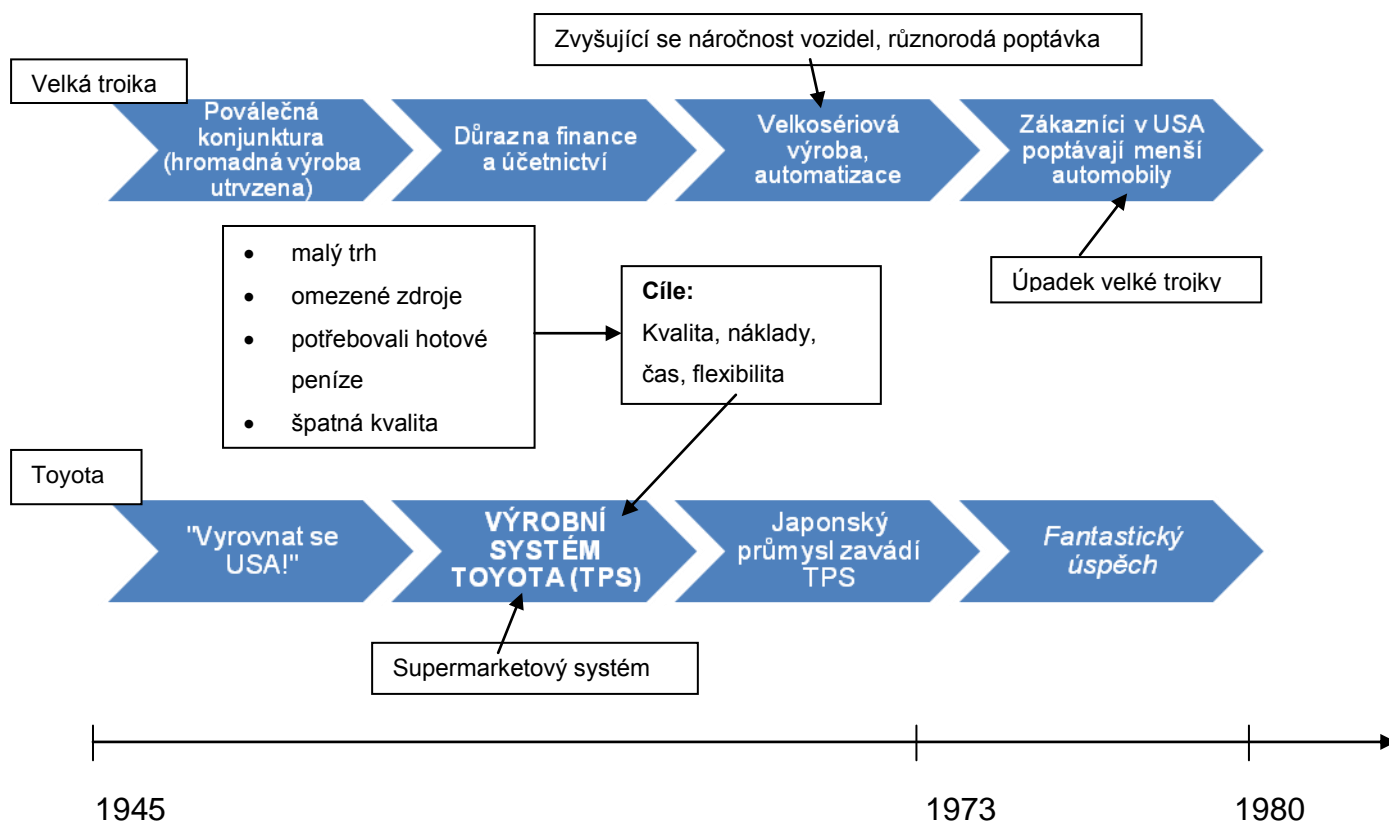 Zvyšující se náročnost vozidel, různorodá poptávka
Velká trojka
Poválečná
konjunktura
(hromadná výroba
utrvzena)
Důraz na finance
a účetnictví
Velkosériová
výroba,
automatizace
Zákazníci v USA
poptávají menší
automobily
• malý trh
• omezené zdroje
• potřebovali hotové
peníze
• špatná kvalita
Cíle:
Kvalita, náklady,
čas, flexibilita
Úpadek velké trojky
Toyota
"Vyrovnat se
USA!"
VÝROBNÍ
SYSTÉM
TOYOTA (TPS)
Japonský
průmysl zavádí
TPS
Fantastický
úspěch
Supermarketový systém
1945
1973
1980